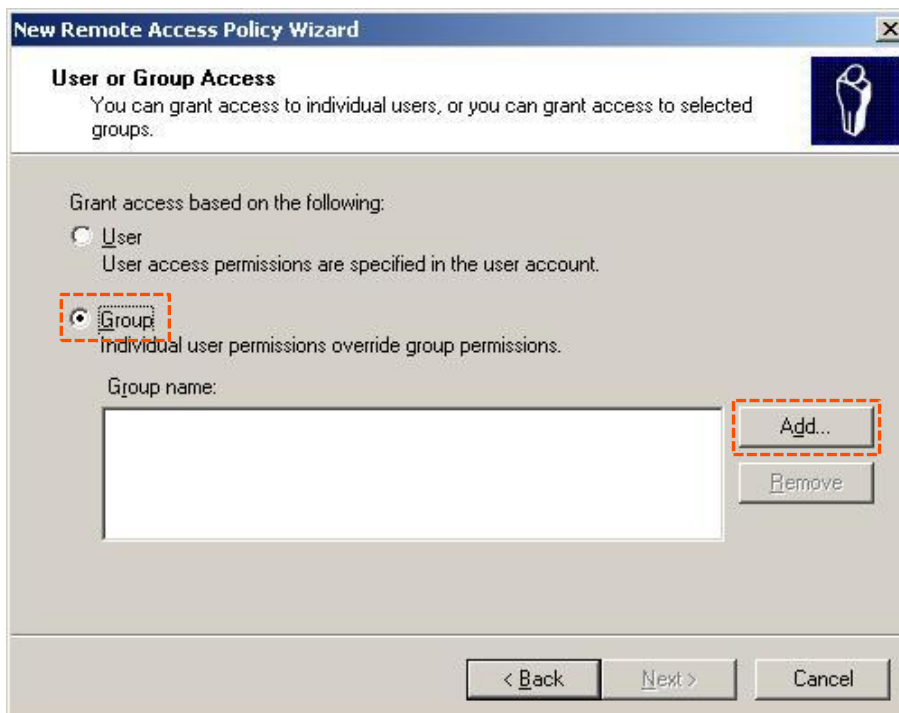 New Remote Access Policy Wizard
User or Group Access
You can grant access to individual users, or you can grant access to selected
groups.
Grant access based on the following:
User
User access permissions are specified in the user account.
Group
Individual user permissions override group permissions.
Group name:
Add...
Remove
< Back
Next >
Cancel